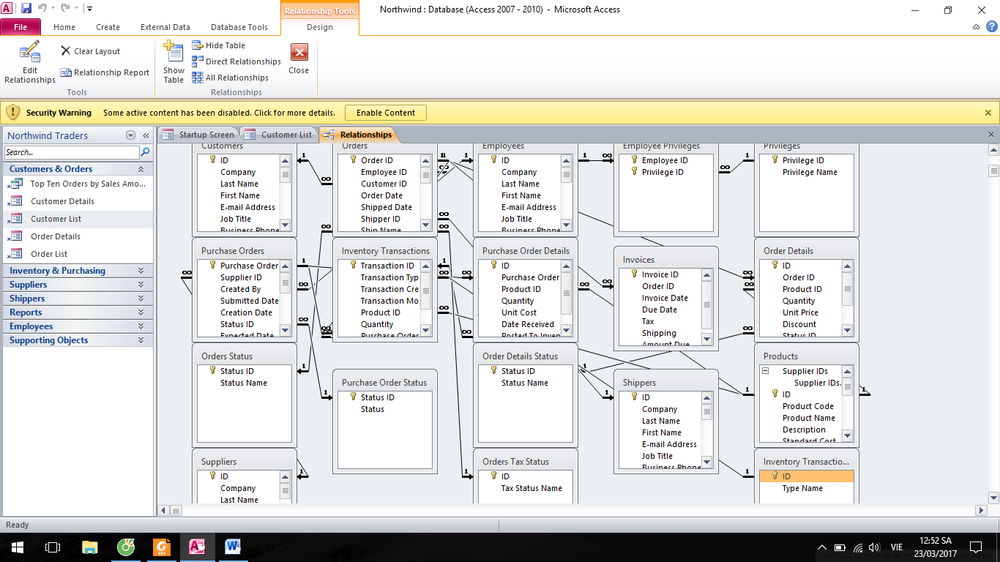 Relationship Tools
Northwind : Database (Access 2007 - 2010) - Microsoft Access
File Home Create External Data Database Tools Design
Edit Relationships
Clear Layout
Relationship Report
Tools
Show Table
Hide Table
Direct Relationships
All Relationships
Relationships
Close
Security Warning Some active content has been disabled. Click for more details. Enable Content
Northwind Traders
Search...
Customers & Orders
Top Ten Orders by Sales Amo...
Customer Details
Customer List
Order Details
Order List
Inventory & Purchasing
Suppliers
Shippers
Reports
Employees
Supporting Objects
Startup Screen Customer List Relationships
Customers
ID
Company
Last Name
First Name
E-mail Address
Job Title
Business Phone
Orders
Order ID
Employee ID
Customer ID
Order Date
Shipped Date
Shipper ID
Ship Name
Employees
ID
Company
Last Name
First Name
E-mail Address
Job Title
Business Phone
Employee Privileges
Employee ID
Privilege ID
Privileges
Privilege ID
Privilege Name
Purchase Orders
Purchase Order
Supplier ID
Created By
Submitted Date
Creation Date
Status ID
Expected Date
Inventory Transactions
Transaction ID
Transaction Typ
Transaction Cre
Transaction Mo
Product ID
Quantity
Purchase Order
Purchase Order Details
ID
Purchase Order
Product ID
Quantity
Unit Cost
Date Received
Posted To Inven
Invoices
Invoice ID
Order ID
Invoice Date
Due Date
Tax
Shipping
Amount Due
Order Details
ID
Order ID
Product ID
Quantity
Unit Price
Discount
Status ID
Orders Status
Status ID
Status Name
Purchase Order Status
Status ID
Status
Order Details Status
Status ID
Status Name
Shippers
ID
Company
Last Name
First Name
E-mail Address
Job Title
Business Phone
Products
Supplier IDs
Supplier IDs.
ID
Product Code
Product Name
Description
Standard Cost
Suppliers
ID
Company
Last Name
Orders Tax Status
ID
Tax Status Name
Inventory Transactio...
ID
Type Name
Ready
VIE
12:52 SA
23/03/2017